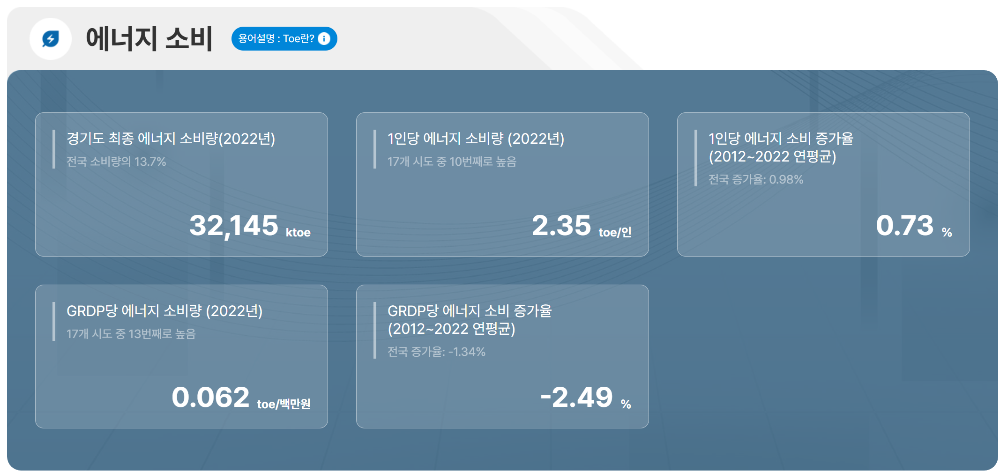 에너지 소비
용어설명 : Toe란?
경기도 최종 에너지 소비량(2022년)
전국 소비량의 13.7%
32,145 ktoe
1인당 에너지 소비량 (2022년)
17개 시도 중 10번째로 높음
2.35 toe/인
1인당 에너지 소비 증가율
(2012~2022 연평균)
전국 증가율: 0.98%
0.73 %
GRDP당 에너지 소비량 (2022년)
17개 시도 중 13번째로 높음
0.062 toe/백만원
GRDP당 에너지 소비 증가율
(2012~2022 연평균)
전국 증가율: -1.34%
-2.49 %